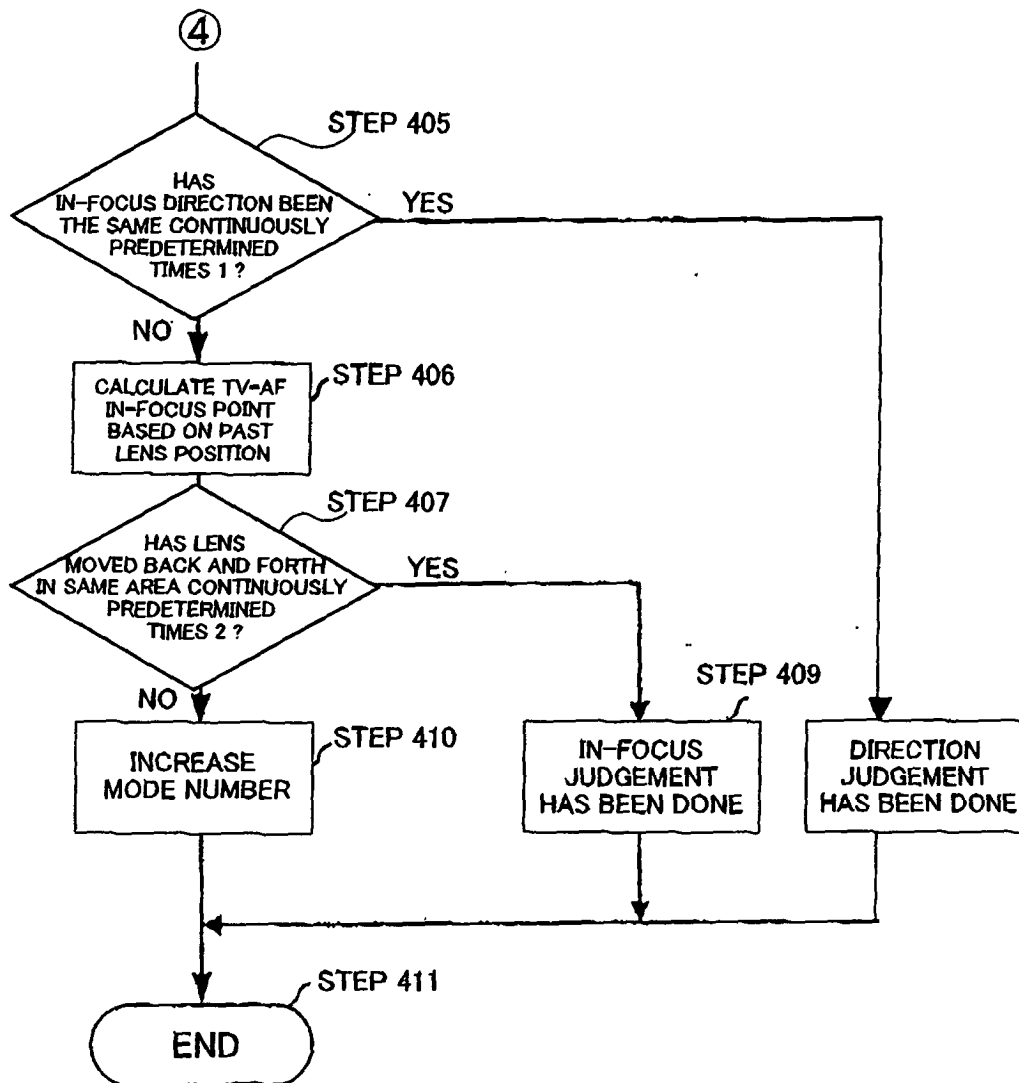 ④
STEP 405
HAS
IN-FOCUS DIRECTION BEEN
THE SAME CONTINUOUSLY
PREDETERMINED
TIMES 1 ?
YES
NO
STEP 406
CALCULATE TV-AF
IN-FOCUS POINT
BASED ON PAST
LENS POSITION
STEP 407
HAS LENS
MOVED BACK AND FORTH
IN SAME AREA CONTINUOUSLY
PREDETERMINED
TIMES 2 ?
YES
NO
STEP 410
INCREASE
MODE NUMBER
STEP 409
IN-FOCUS
JUDGEMENT
HAS BEEN DONE
DIRECTION
JUDGEMENT
HAS BEEN DONE
STEP 411
END